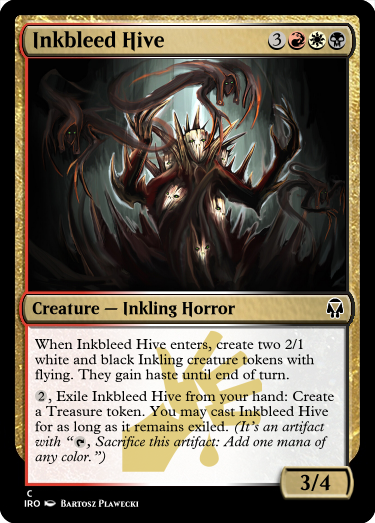 Inkbleed Hive 3
Creature — Inkling Horror
When Inkbleed Hive enters, create two 2/1
white and black Inkling creature tokens with
flying. They gain haste until end of turn.
2, Exile Inkbleed Hive from your hand: Create
a Treasure token. You may cast Inkbleed Hive
for as long as it remains exiled. (It's an artifact
with “, Sacrifice this artifact: Add one mana of
any color.”)
3/4
C
IRO Bartosz Plawecki